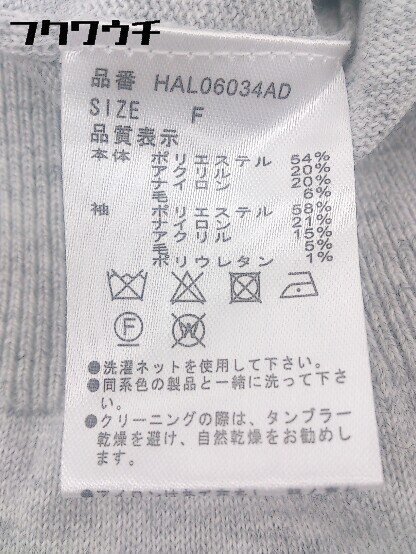 フクウウチ
品番 HAL06034AD
SIZE F
品質表示
本体 ポリエステル 54%
アクリル 20%
ナイロン 20%
毛 6%
袖 ポリエステル 58%
ナイロン 21%
アクリル 15%
毛 5%
ポリウレタン 1%
F W
●洗濯ネットを使用して下さい。
●同系色の製品と一緒に洗って下さ
い。
●クリーニングの際は、タンブラー
乾燥を避け、自然乾燥をお勧めし
ます。